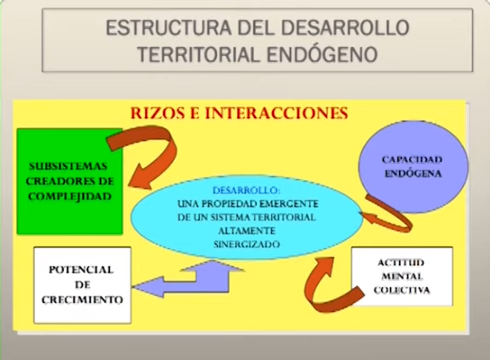 ESTRUCTURA DEL DESARROLLO
TERRITORIAL ENDÓGENO
RIZOS E INTERACCIONES
SUBSISTEMAS
CREADORES DE
COMPLEJIDAD
CAPACIDAD
ENDÓGENA
DESARROLLO:
UNA PROPIEDAD EMERGENTE
DE UN SISTEMA TERRITORIAL
ALTAMENTE
SINERGIZADO
POTENCIAL
DE
CRECIMIENTO
ACTITUD
MENTAL
COLECTIVA